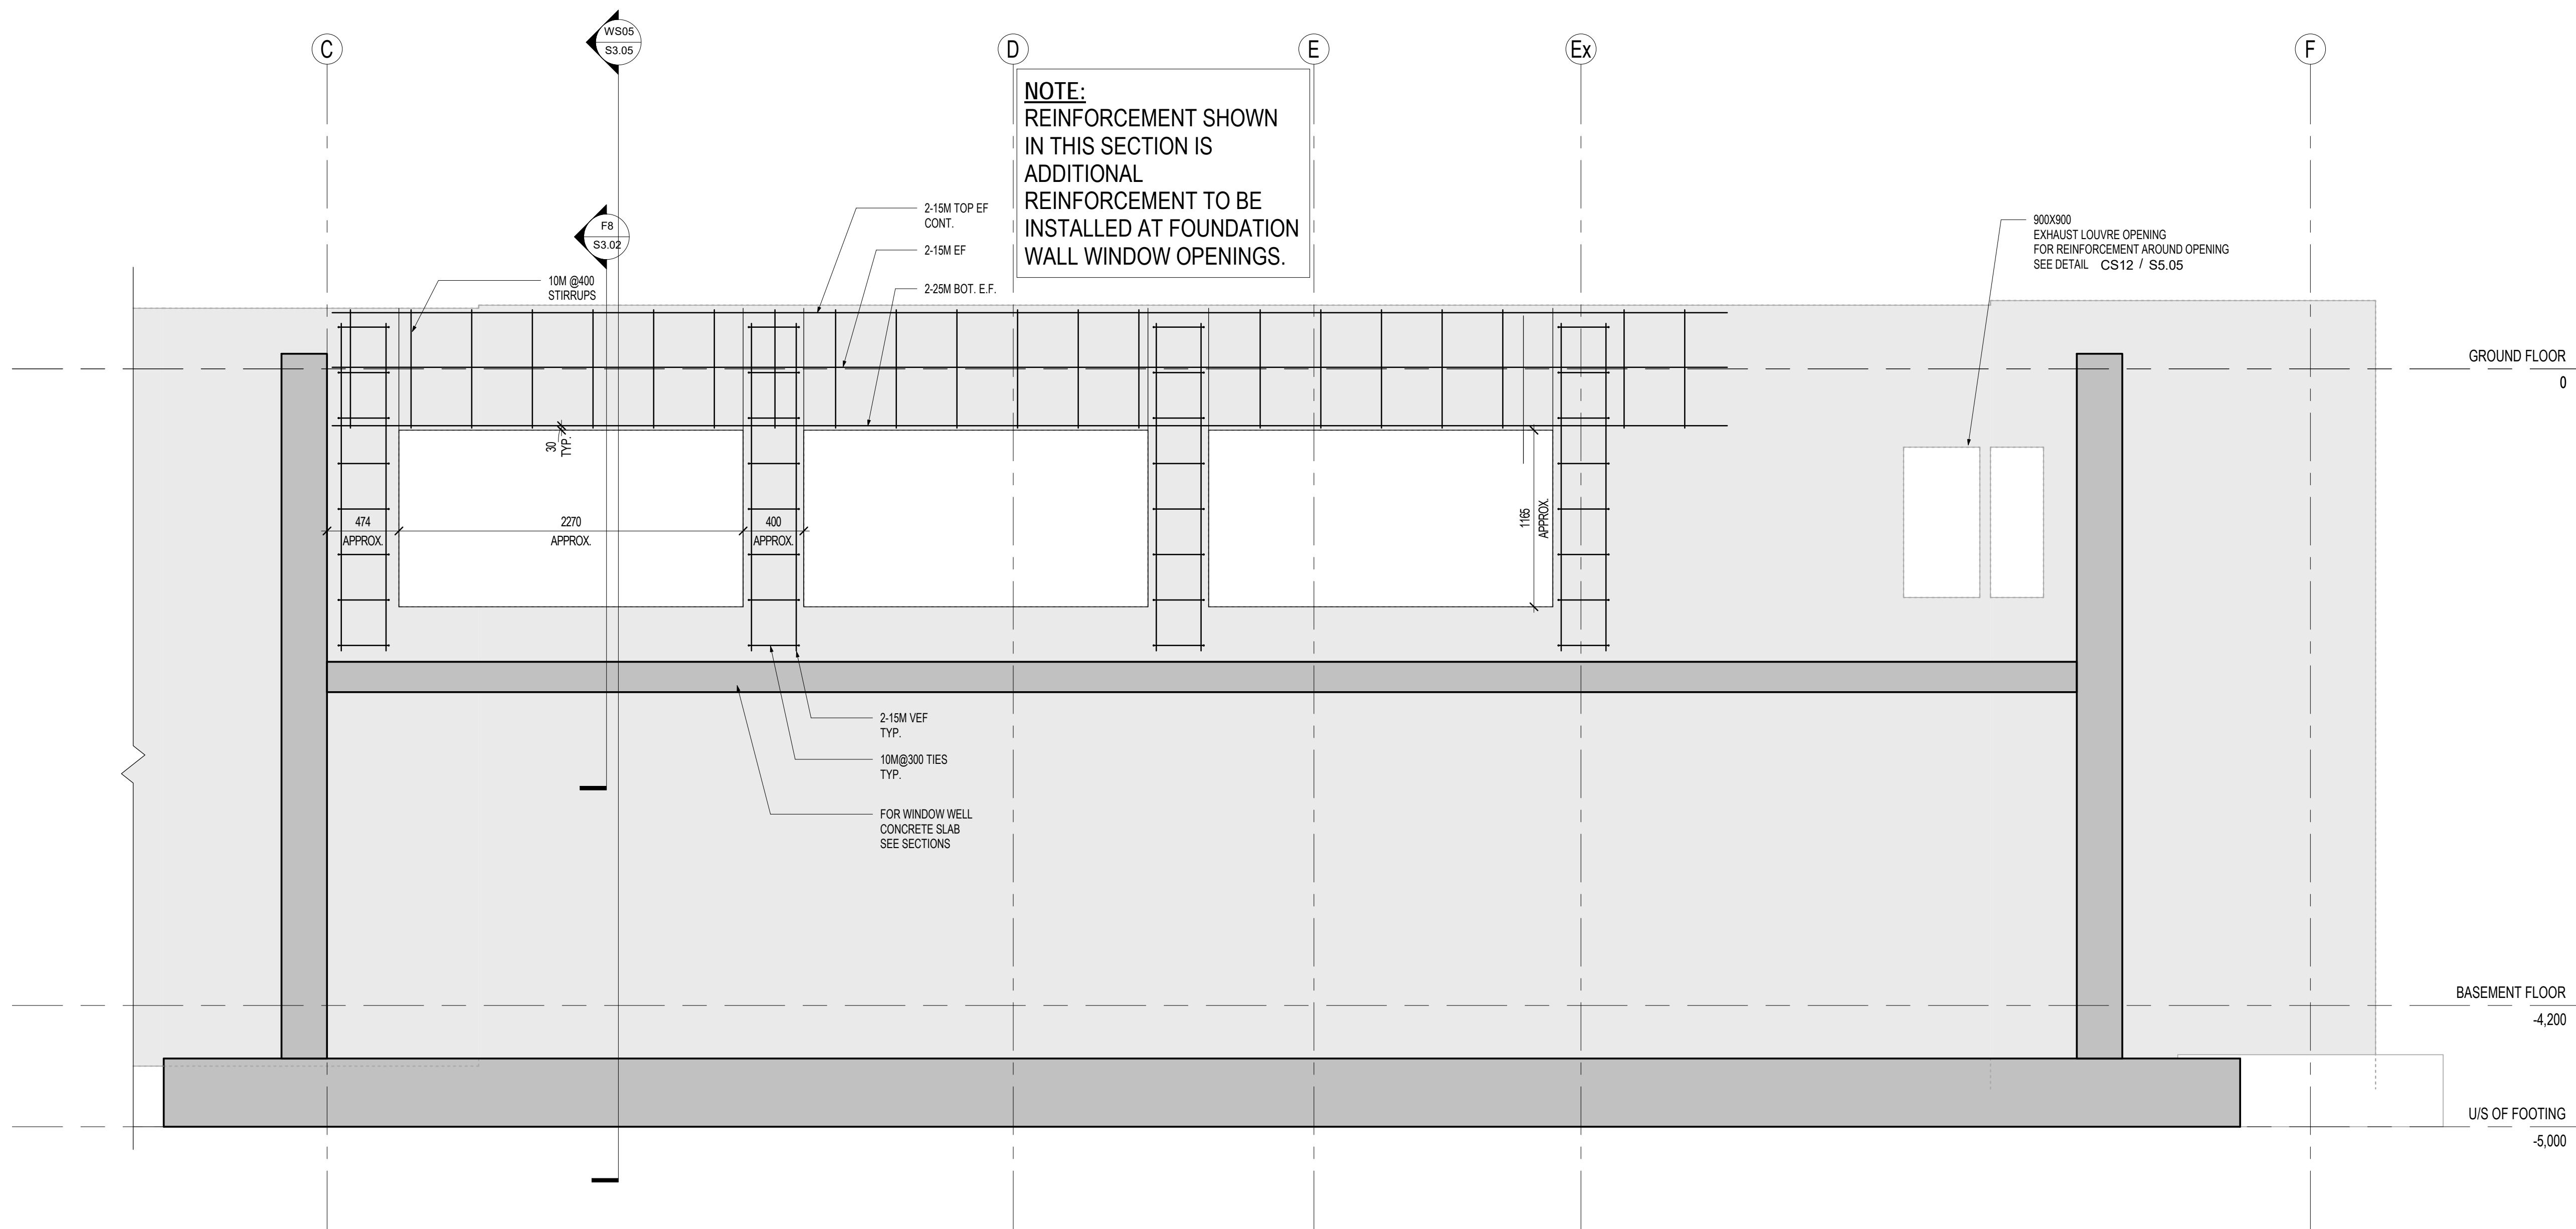 C
WS05
S3.05
D
E
Ex
F
NOTE:
REINFORCEMENT SHOWN
IN THIS SECTION IS
ADDITIONAL
REINFORCEMENT TO BE
INSTALLED AT FOUNDATION
WALL WINDOW OPENINGS.
F8
S3.02
2-15M TOP EF
CONT.
2-15M EF
2-25M BOT. E.F.
10M @400
STIRRUPS
900X900
EXHAUST LOUVRE OPENING
FOR REINFORCEMENT AROUND OPENING
SEE DETAIL CS12 / S5.05
GROUND FLOOR
0
30
TYP.
474
APPROX.
2270
APPROX.
400
APPROX.
1165
APPROX.
2-15M VEF
TYP.
10M@300 TIES
TYP.
FOR WINDOW WELL
CONCRETE SLAB
SEE SECTIONS
BASEMENT FLOOR
-4,200
U/S OF FOOTING
-5,000